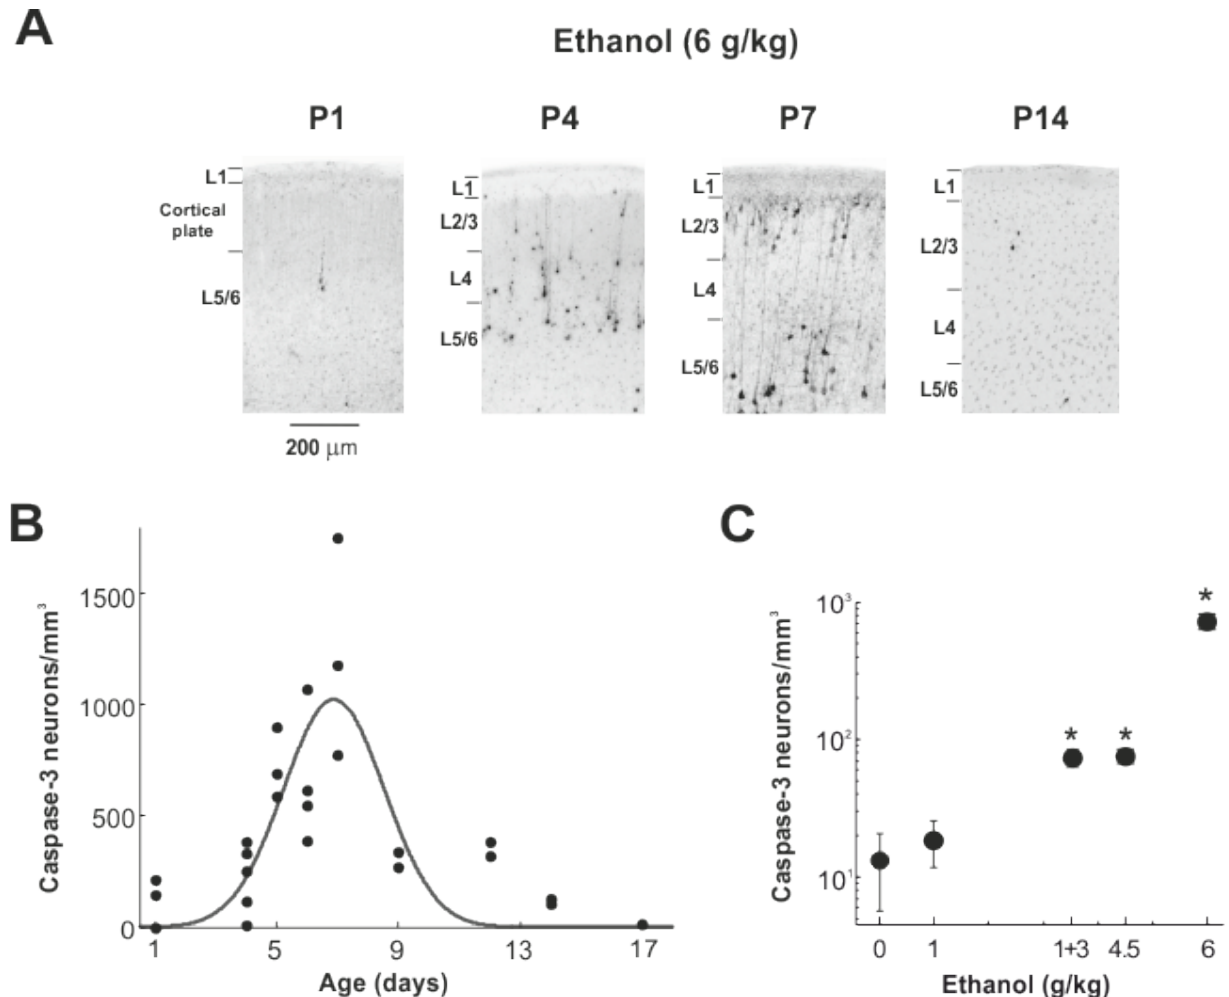 A
Ethanol (6 g/kg)
P1
P4
P7
P14
L1
Cortical
plate
L5/6
L1
L2/3
L4
L5/6
L1
L2/3
L4
L5/6
L1
L2/3
L4
L5/6
200 μm
B
Caspase-3 neurons/mm³
1500
1000
500
0
1
5
9
13
17
Age (days)
C
Caspase-3 neurons/mm³
10³
10²
10¹
*
*
*
0
1
1+3
4.5
6
Ethanol (g/kg)